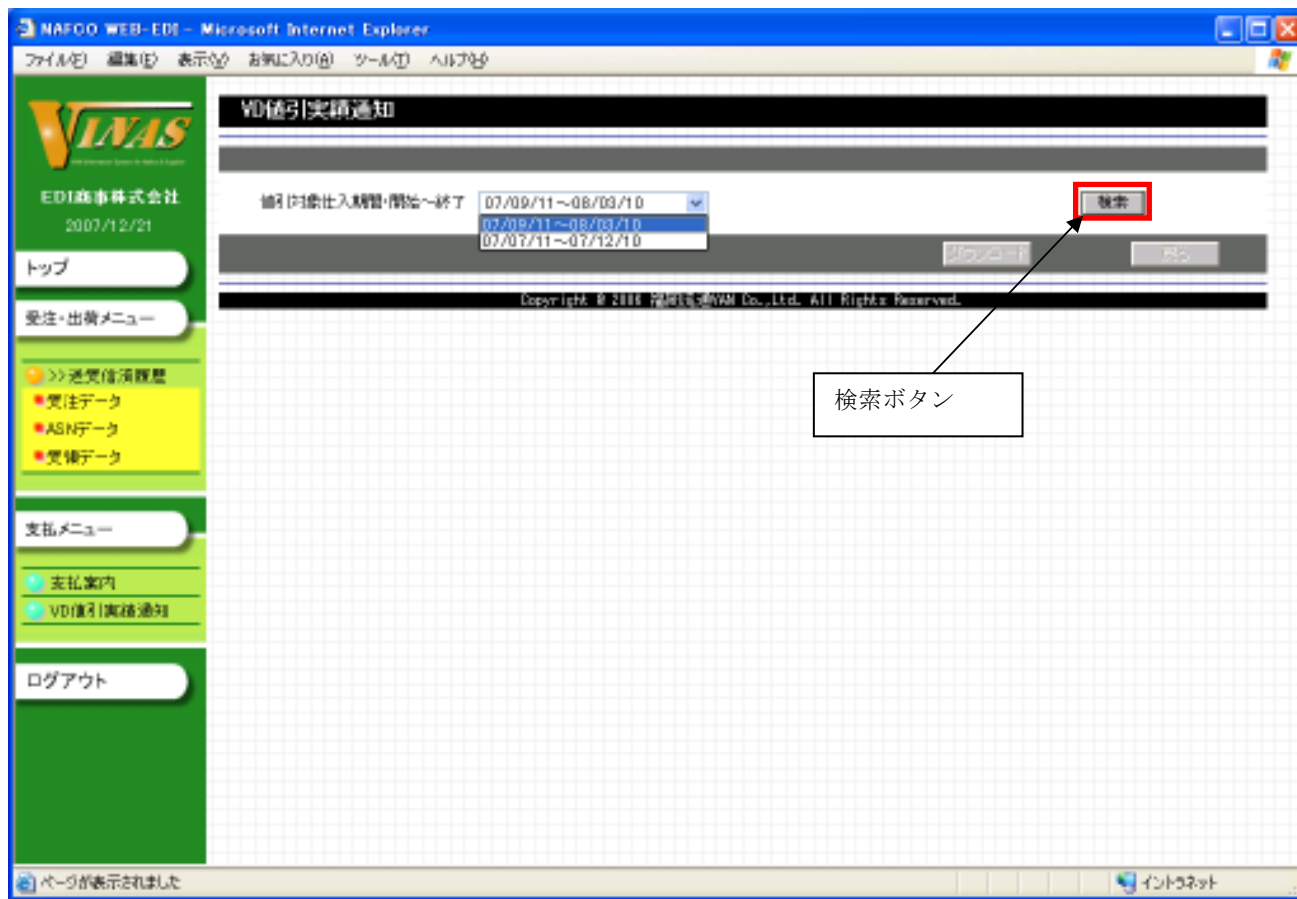 NAFCO WEB-EDI - Microsoft Internet Explorer
ファイル(F) 編集(E) 表示(V) お気に入り(A) ツール(T) ヘルプ(H)
VINAS
EDI商事株式会社
2007/12/21
トップ
受注・出荷メニュー
>>送受信済履歴
受注データ
ASNデータ
受領データ
支払メニュー
支払案内
VD値引実績通知
ログアウト
VD値引実績通知
値引対象仕入期間・開始～終了 07/09/11～08/03/10 検索
07/09/11～08/03/10
07/07/11～07/12/10
ダウンロード 戻る
Copyright © 2006 福岡流通VAN Co.,Ltd. All Rights Reserved.
検索ボタン
ページが表示されました イントラネット